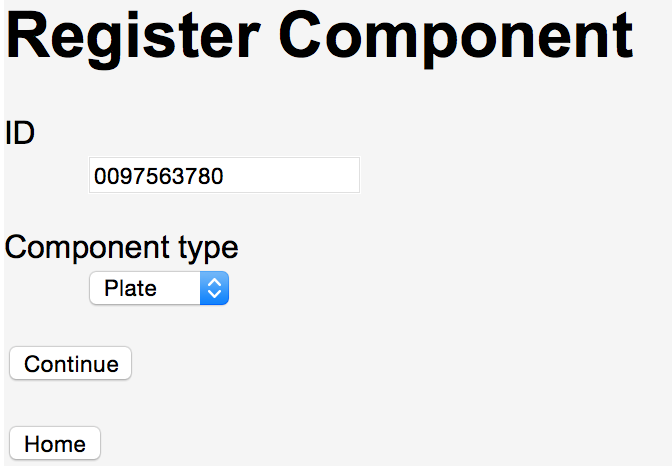 Register Component
ID
0097563780
Component type
Plate
Continue
Home